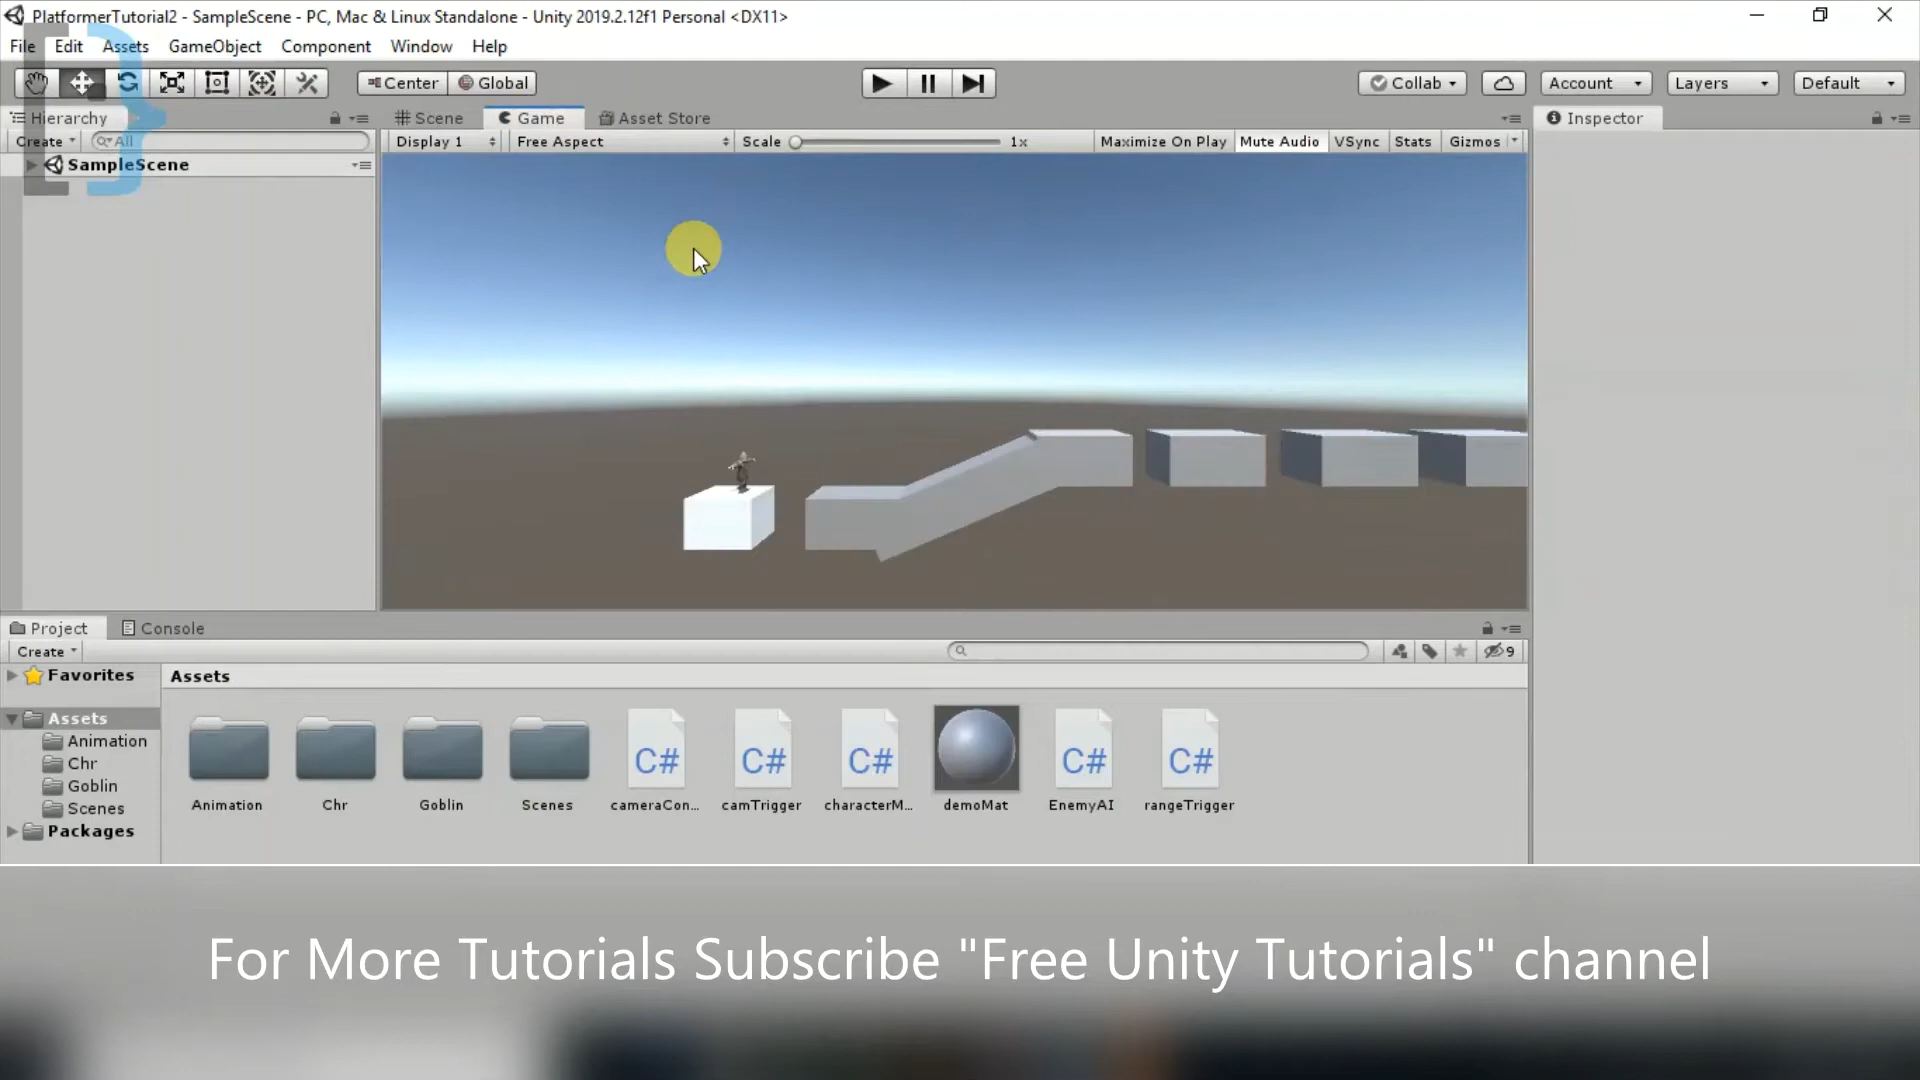 PlatformerTutorial2 - SampleScene - PC, Mac & Linux Standalone - Unity 2019.2.12f1 Personal <DX11>
File Edit Assets GameObject Component Window Help
Center Global Collab Account Layers Default
Hierarchy Scene Game Asset Store Inspector
Create All Display 1 Free Aspect Scale 1x Maximize On Play Mute Audio VSync Stats Gizmos
SampleScene
Project Console
Create 9
Favorites
Assets
Animation
Chr
Goblin
Scenes
Packages
Assets
C# C# C# C# C#
Animation Chr Goblin Scenes cameraCon... camTrigger characterM... demoMat EnemyAI rangeTrigger
For More Tutorials Subscribe "Free Unity Tutorials" channel